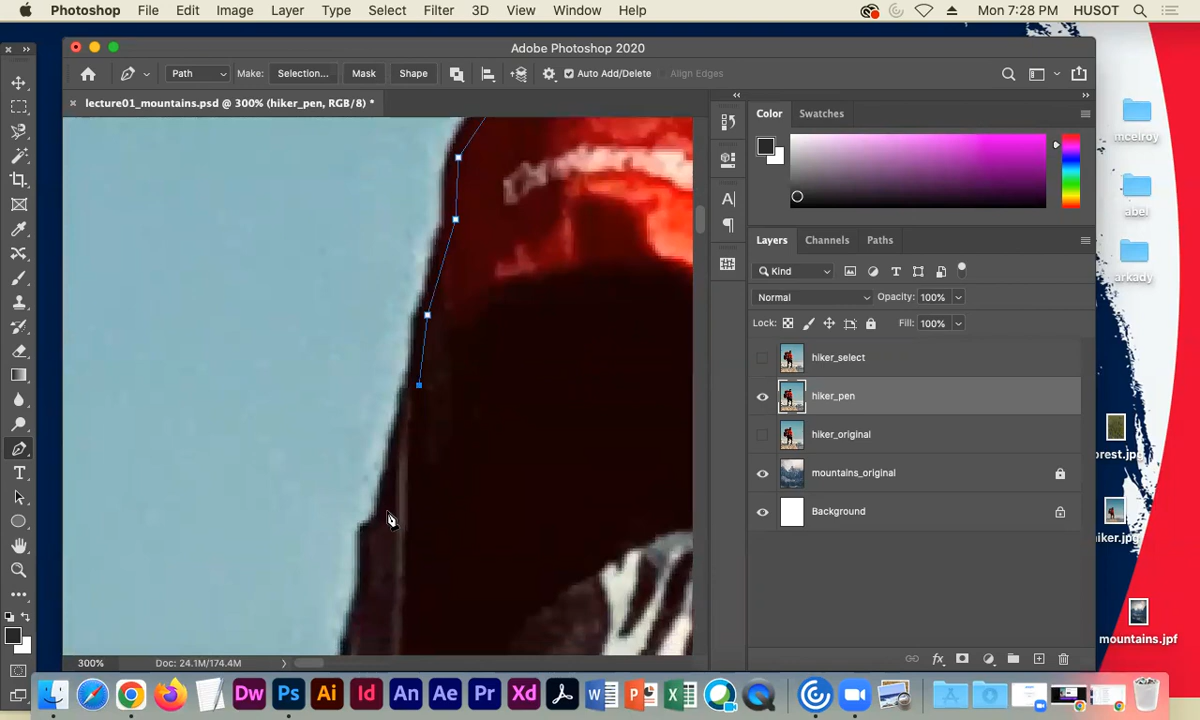 Photoshop File Edit Image Layer Type Select Filter 3D View Window Help Mon 7:28 PM HUSOT
Adobe Photoshop 2020
Path Make: Selection... Mask Shape Auto Add/Delete Align Edges
lecture01_mountains.psd @ 300% (hiker_pen, RGB/8) *
Color Swatches
mcelroy
abel
arkady
Layers Channels Paths
Kind
Normal Opacity: 100%
Lock: Fill: 100%
hiker_select
hiker_pen
hiker_original
mountains_original
Background
orest.jpg
iker.jpg
mountains.jpf
300% Doc: 24.1M/174.4M
Dw Ps Ai Id An Ae Pr Xd W P X